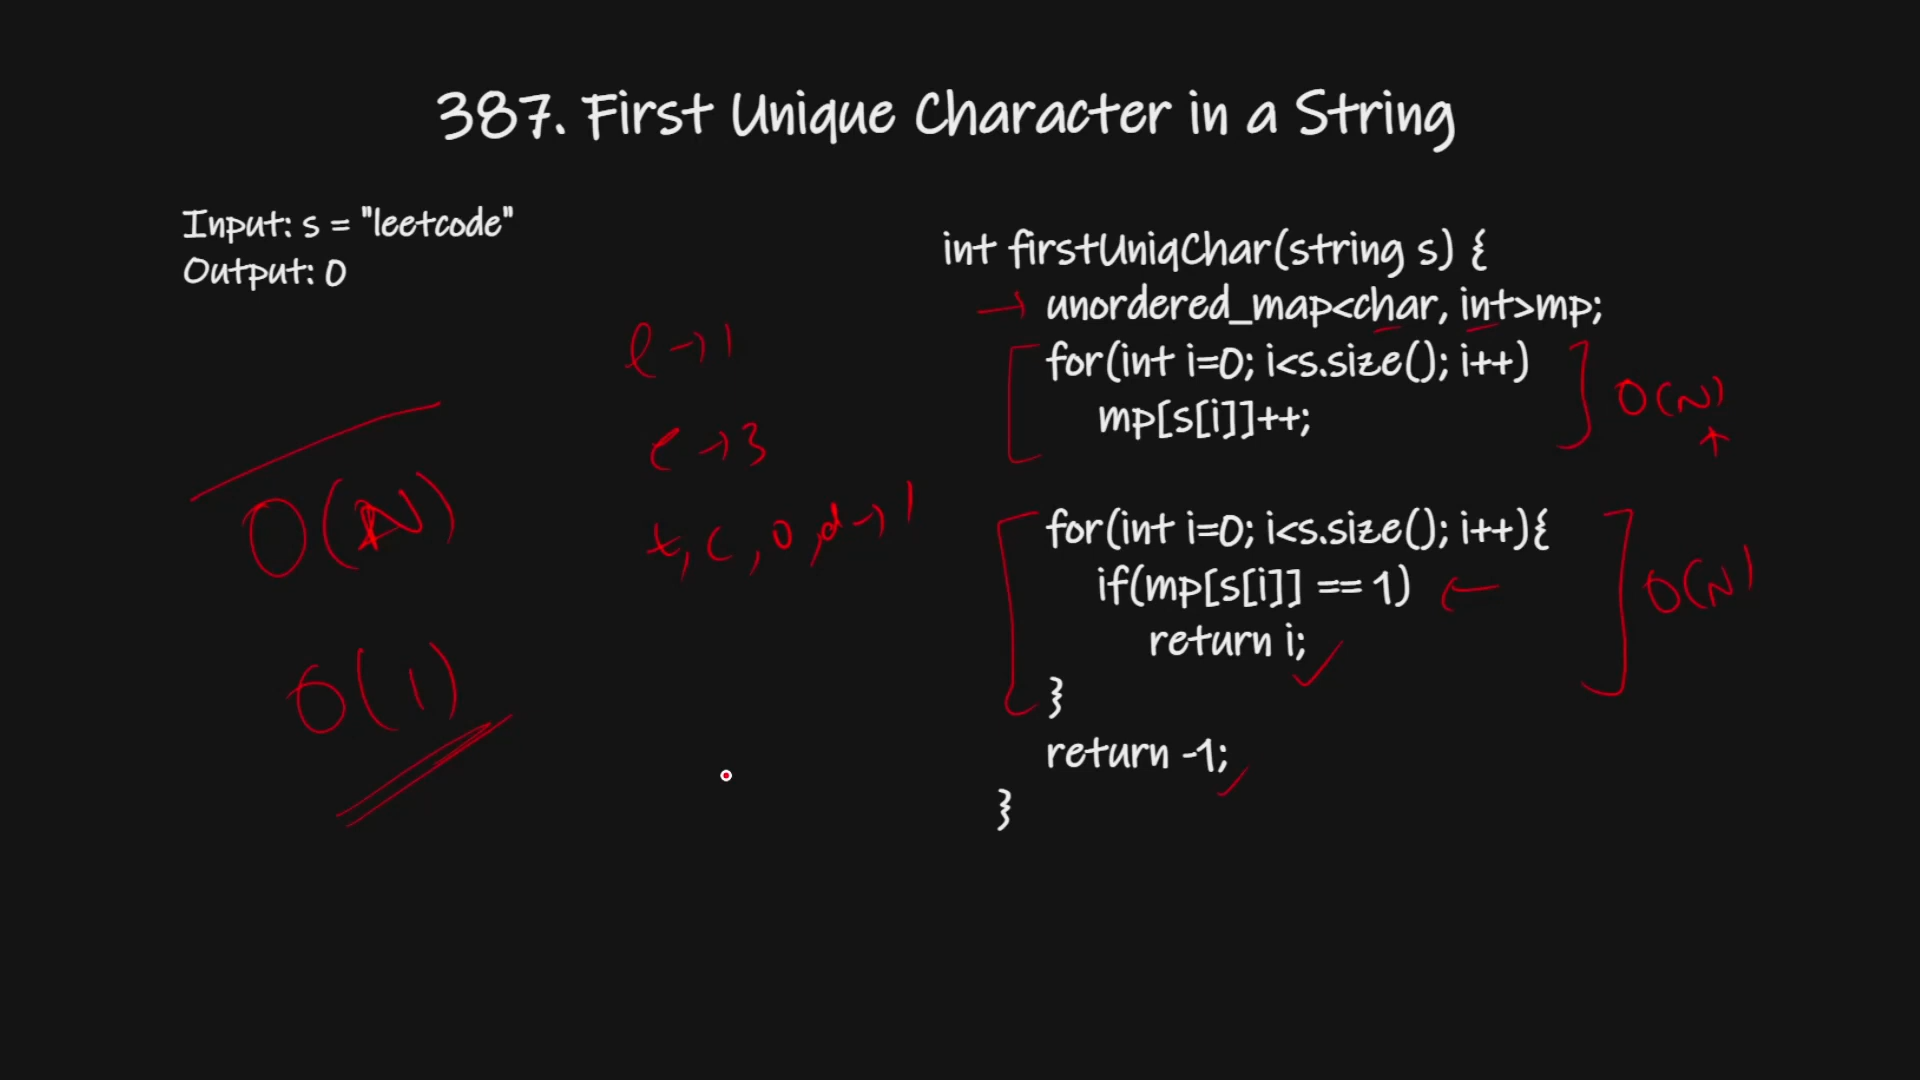 387. First Unique Character in a String
Input: s = "leetcode"
Output: 0
l → 1
e → 3
t, c, o, d → 1
O(N)
O(1)
int firstUniqChar(string s) {
unordered_map<char, int>mp;
for(int i=0; i<s.size(); i++)
mp[s[i]]++;
O(N)
+
for(int i=0; i<s.size(); i++){
if(mp[s[i]] == 1)
return i;
}
O(N)
return -1;
}